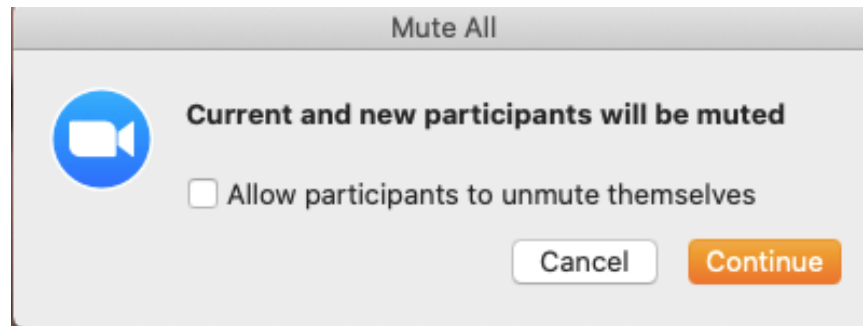 Mute All
Current and new participants will be muted
Allow participants to unmute themselves
Cancel Continue